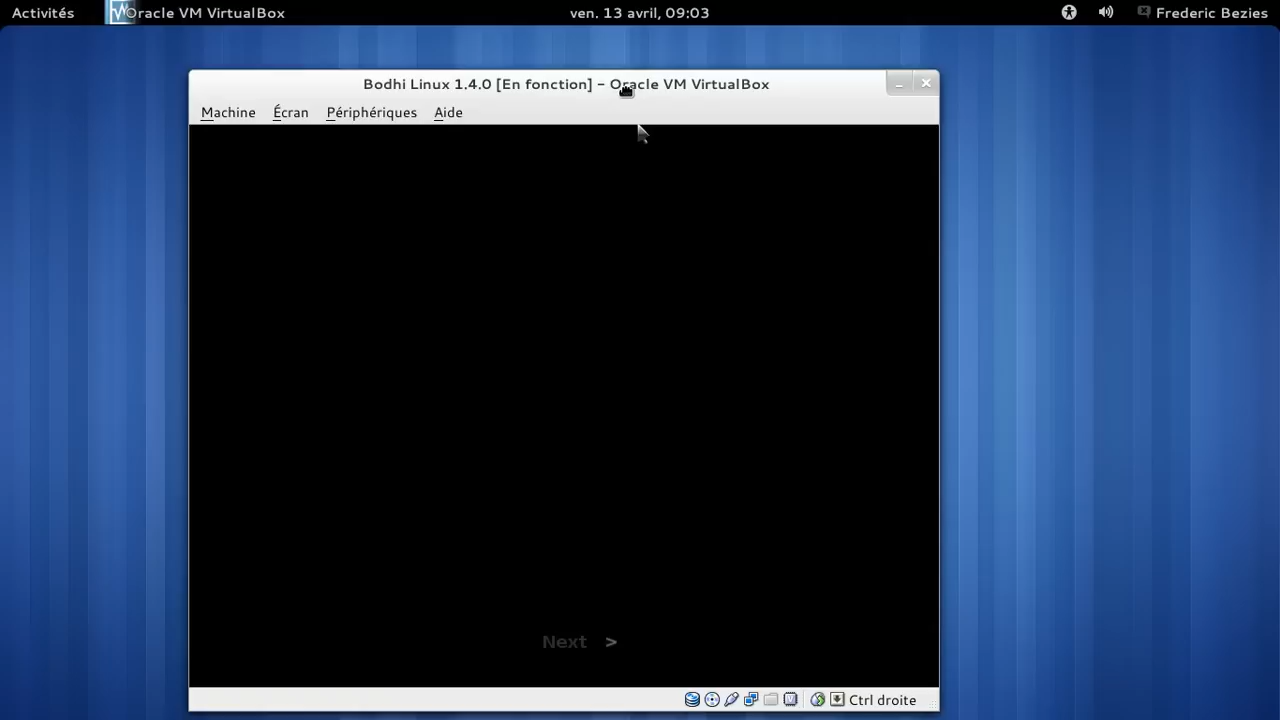 Activités Oracle VM VirtualBox ven. 13 avril, 09:03 Frederic Bezies
Bodhi Linux 1.4.0 [En fonction] - Oracle VM VirtualBox
Machine Écran Périphériques Aide
Next >
Ctrl droite